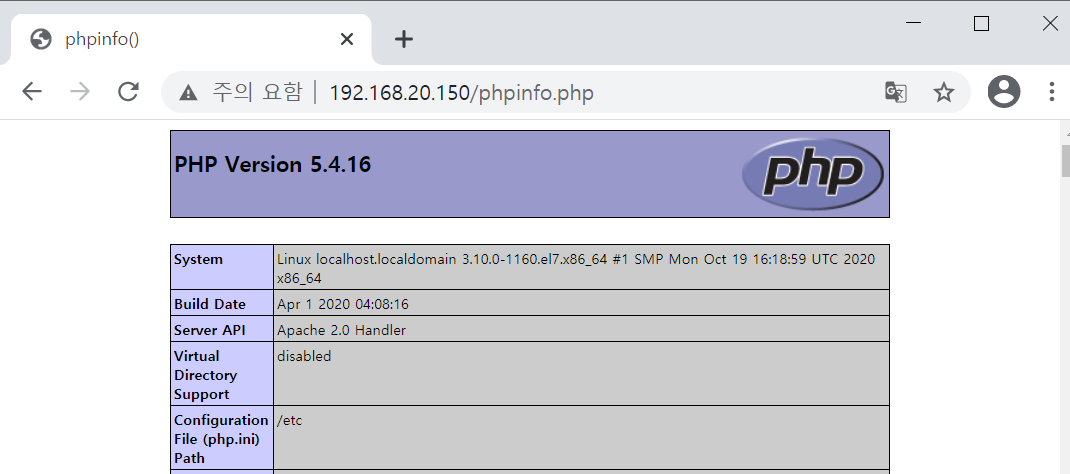 phpinfo()
주의 요함 | 192.168.20.150/phpinfo.php
PHP Version 5.4.16
php
System
Linux localhost.localdomain 3.10.0-1160.el7.x86_64 #1 SMP Mon Oct 19 16:18:59 UTC 2020
x86_64
Build Date
Apr 1 2020 04:08:16
Server API
Apache 2.0 Handler
Virtual
Directory
Support
disabled
Configuration
File (php.ini)
Path
/etc